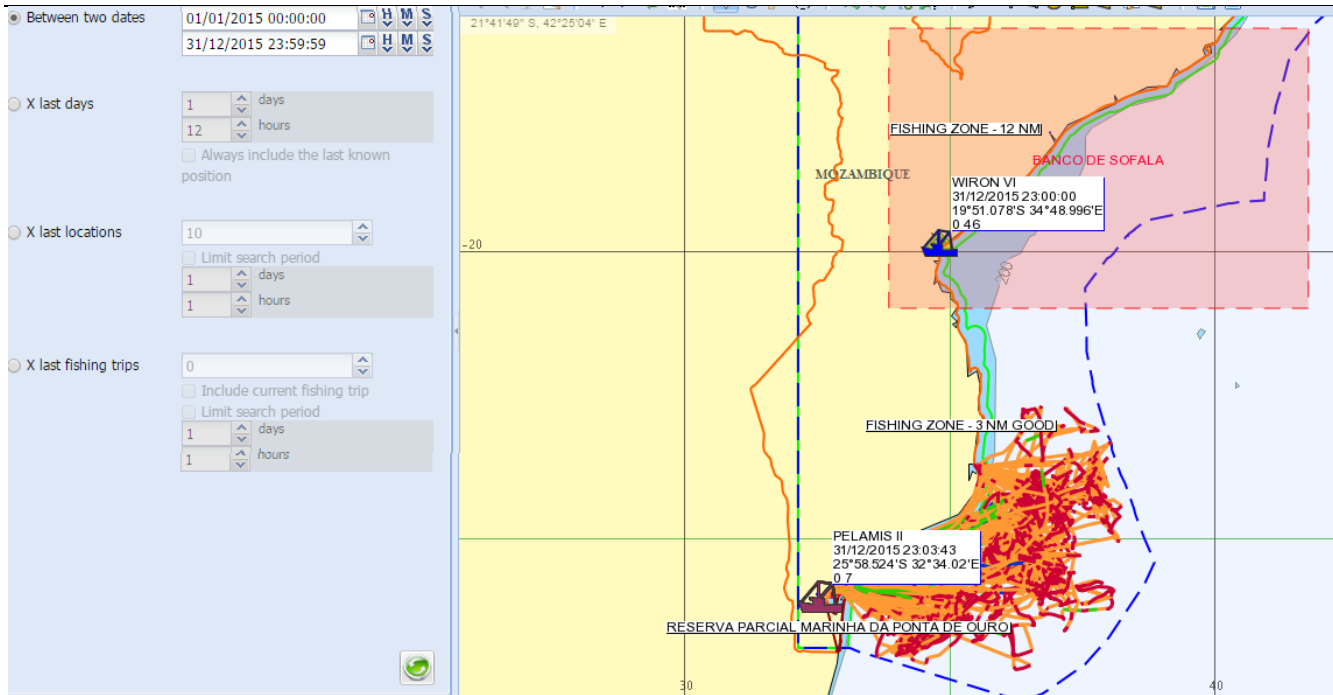 Between two dates
01/01/2015 00:00:00
H M S
31/12/2015 23:59:59
H M S
X last days
1 days
12 hours
Always include the last known
position
X last locations
10
Limit search period
1 days
1 hours
X last fishing trips
0
Include current fishing trip
Limit search period
1 days
1 hours
21°41'49" S, 42°25'04" E
FISHING ZONE - 12 NM
BANCO DE SOFALA
MOZAMBIQUE
WIRON VI
31/12/2015 23:00:00
19°51.078'S 34°48.996'E
0 46
-20
200
FISHING ZONE - 3 NM GOOD
PELAMIS II
31/12/2015 23:03:43
25°58.524'S 32°34.02'E
0 7
RESERVA PARCIAL MARINHA DA PONTA DE OURO
30
40